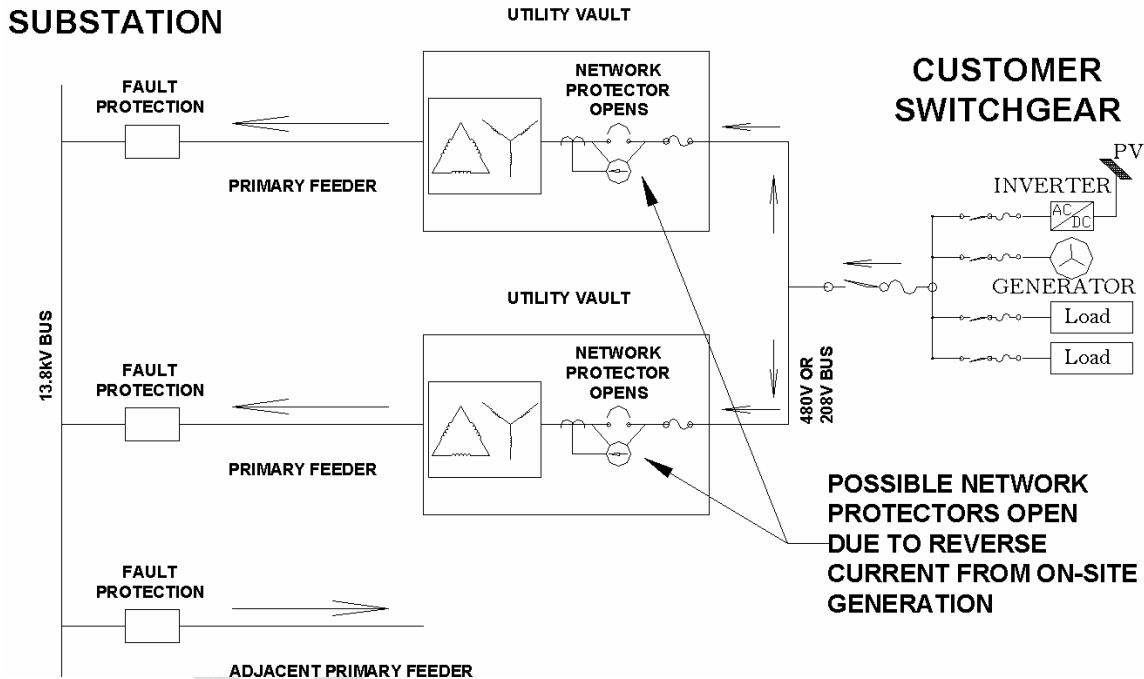 SUBSTATION
UTILITY VAULT
FAULT
PROTECTION
NETWORK
PROTECTOR
OPENS
CUSTOMER
SWITCHGEAR
PRIMARY FEEDER
PV
INVERTER
AC
DC
GENERATOR
Load
Load
UTILITY VAULT
13.8kV BUS
FAULT
PROTECTION
NETWORK
PROTECTOR
OPENS
480V OR
208V BUS
PRIMARY FEEDER
POSSIBLE NETWORK
PROTECTORS OPEN
DUE TO REVERSE
CURRENT FROM ON-SITE
GENERATION
FAULT
PROTECTION
ADJACENT PRIMARY FEEDER